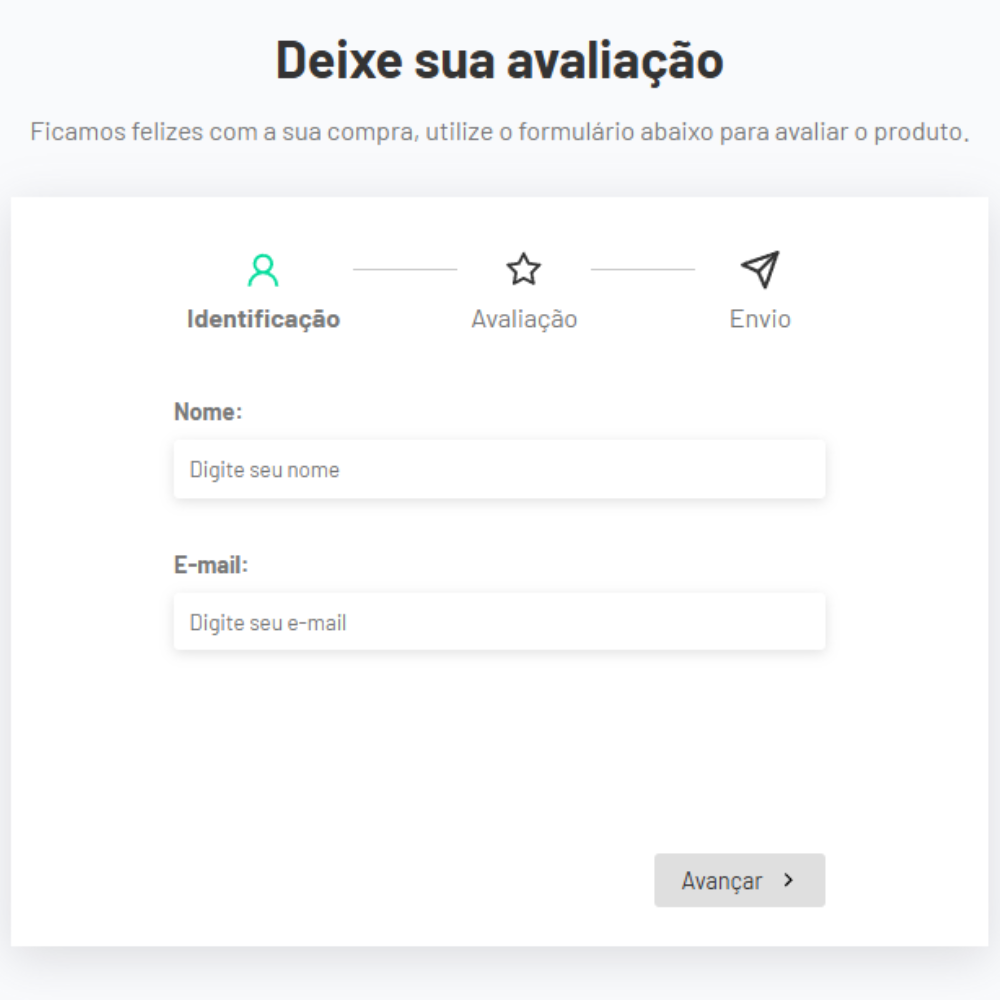 Deixe sua avaliação
Ficamos felizes com a sua compra, utilize o formulário abaixo para avaliar o produto.
Identificação
Avaliação
Envio
Nome:
Digite seu nome
E-mail:
Digite seu e-mail
Avançar